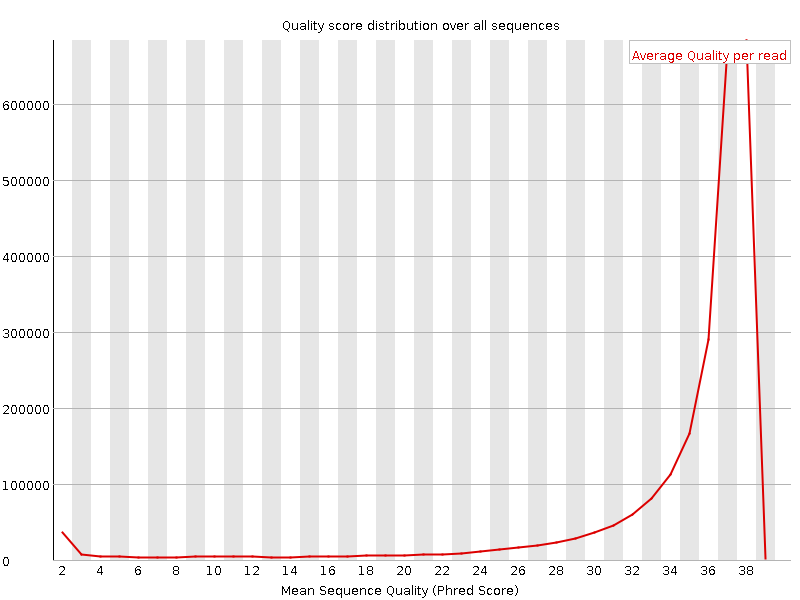 Quality score distribution over all sequences
Average Quality per read
600000
500000
400000
300000
200000
100000
0
2 4 6 8 10 12 14 16 18 20 22 24 26 28 30 32 34 36 38
Mean Sequence Quality (Phred Score)